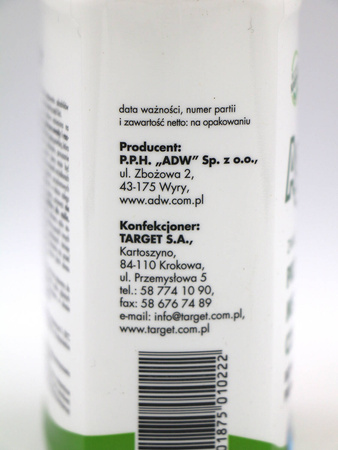 data ważności, numer partii
i zawartość netto: na opakowaniu
Producent:
P.P.H. „ADW” Sp. z o.o.,
ul. Zbożowa 2,
43-175 Wyry,
www.adw.com.pl
Konfekcjoner:
TARGET S.A.,
Kartoszyno,
84-110 Krokowa,
ul. Przemysłowa 5
tel.: 58 774 10 90,
fax: 58 676 74 89
e-mail: info@target.com.pl,
www.target.com.pl
01875 010222